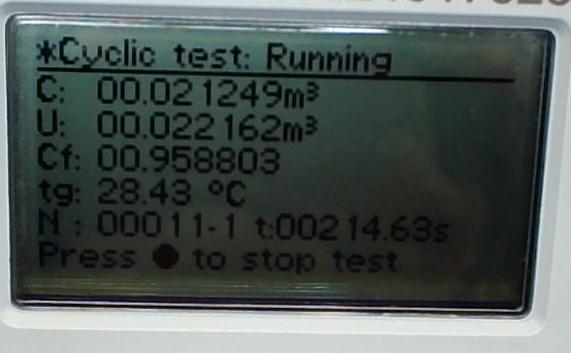 *Cyclic test: Running
C: 00.021249m³
U: 00.022162m³
Cf: 00.958803
tg: 28.43 °C
N : 00011-1 t:00214.63s
Press ● to stop test